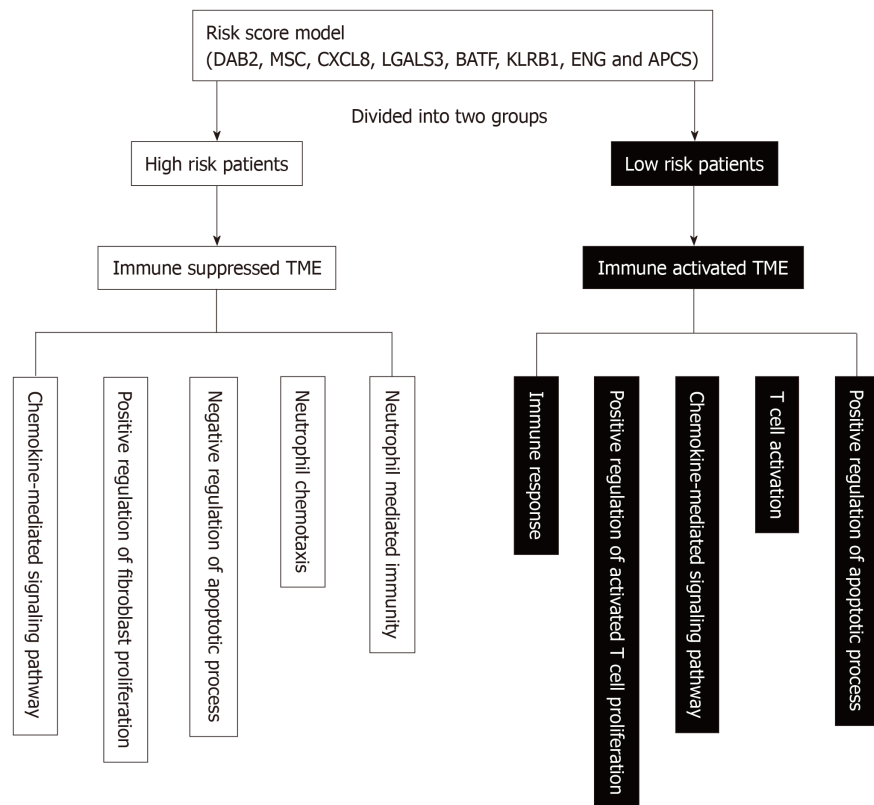 Risk score model
(DAB2, MSC, CXCL8, LGALS3, BATF, KLRB1, ENG and APCS)
Divided into two groups
High risk patients
Low risk patients
Immune suppressed TME
Immune activated TME
Chemokine-mediated signaling pathway
Positive regulation of fibroblast proliferation
Negative regulation of apoptotic process
Neutrophil chemotaxis
Neutrophil mediated immunity
Immune response
Positive regulation of activated T cell proliferation
Chemokine-mediated signaling pathway
T cell activation
Positive regulation of apoptotic process